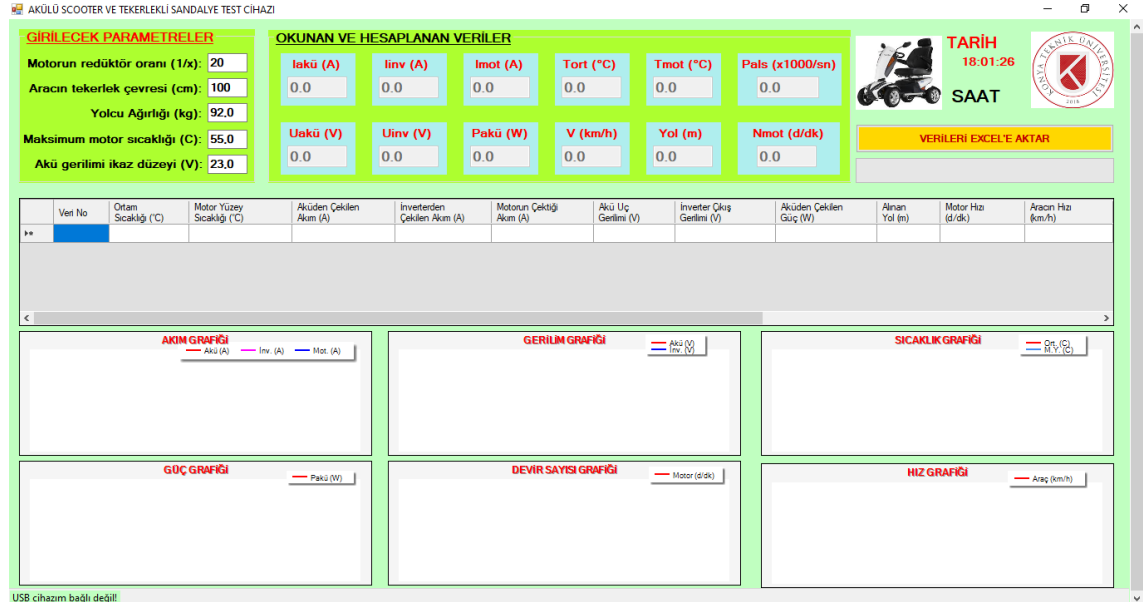 AKÜLÜ SCOOTER VE TEKERLEKLİ SANDALYE TEST CİHAZI
GİRİLECEK PARAMETRELER
Motorun redüktör oranı (1/x): 20
Aracın tekerlek çevresi (cm): 100
Yolcu Ağırlığı (kg): 92,0
Maksimum motor sıcaklığı (C): 55,0
Akü gerilimi ikaz düzeyi (V): 23,0
OKUNAN VE HESAPLANAN VERİLER
Iakü (A) Iinv (A) Imot (A) Tort (°C) Tmot (°C) Pals (x1000/sn)
0.0 0.0 0.0 0.0 0.0 0.0
Uakü (V) Uinv (V) Pakü (W) V (km/h) Yol (m) Nmot (d/dk)
0.0 0.0 0.0 0.0 0.0 0.0
TARİH
18:01:26
SAAT
KONYA TEKNİK ÜNİVERSİTESİ
2018
VERİLERİ EXCEL'E AKTAR
Veri No
Ortam
Sıcaklığı (°C)
Motor Yüzey
Sıcaklığı (°C)
Aküden Çekilen
Akım (A)
İnverterden
Çekilen Akım (A)
Motorun Çektiği
Akım (A)
Akü Uç
Gerilimi (V)
İnverter Çıkış
Gerilimi (V)
Aküden Çekilen
Güç (W)
Alınan
Yol (m)
Motor Hızı
(d/dk)
Aracın Hızı
(km/h)
AKIM GRAFİĞİ
Akü (A) İnv. (A) Mot. (A)
GERİLİM GRAFİĞİ
Akü (V)
İnv. (V)
SICAKLIK GRAFİĞİ
Ort. (C)
M.Y. (C)
GÜÇ GRAFİĞİ
Pakü (W)
DEVİR SAYISI GRAFİĞİ
Motor (d/dk)
HIZ GRAFİĞİ
Araç (km/h)
USB cihazım bağlı değil!